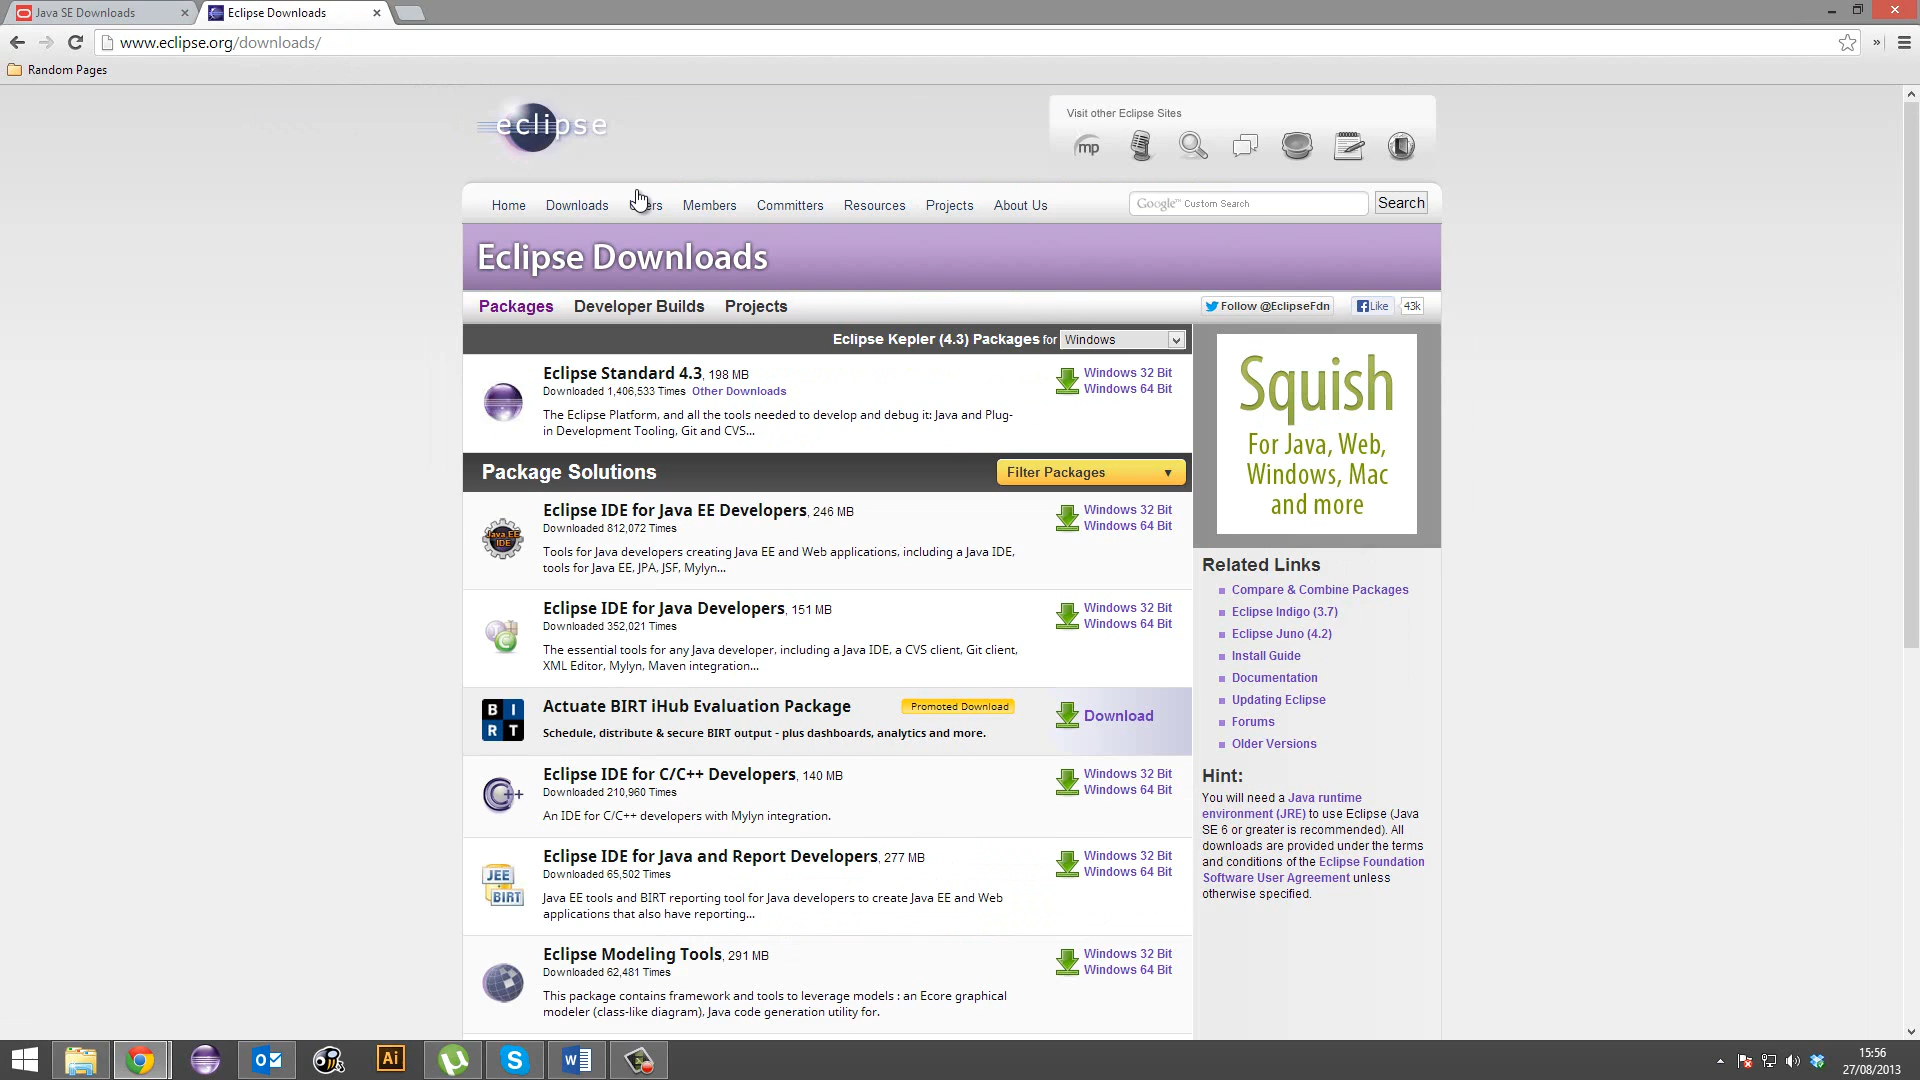 Java SE Downloads
Eclipse Downloads
www.eclipse.org/downloads/
Random Pages
eclipse
Visit other Eclipse Sites
mp
Home Downloads Members Committers Resources Projects About Us
Google™ Custom Search
Search
Eclipse Downloads
Packages Developer Builds Projects
Follow @EclipseFdn
Like
43k
Eclipse Kepler (4.3) Packages for Windows
Eclipse Standard 4.3, 198 MB
Downloaded 1,406,533 Times Other Downloads
The Eclipse Platform, and all the tools needed to develop and debug it: Java and Plug-
in Development Tooling, Git and CVS...
Windows 32 Bit
Windows 64 Bit
Package Solutions
Filter Packages
Java EE
IDE
Eclipse IDE for Java EE Developers, 246 MB
Downloaded 812,072 Times
Tools for Java developers creating Java EE and Web applications, including a Java IDE,
tools for Java EE, JPA, JSF, Mylyn...
Windows 32 Bit
Windows 64 Bit
Eclipse IDE for Java Developers, 151 MB
Downloaded 352,021 Times
The essential tools for any Java developer, including a Java IDE, a CVS client, Git client,
XML Editor, Mylyn, Maven integration...
Windows 32 Bit
Windows 64 Bit
B I
R T
Actuate BIRT iHub Evaluation Package
Promoted Download
Schedule, distribute & secure BIRT output - plus dashboards, analytics and more.
Download
C++
Eclipse IDE for C/C++ Developers, 140 MB
Downloaded 210,960 Times
An IDE for C/C++ developers with Mylyn integration.
Windows 32 Bit
Windows 64 Bit
JEE
BIRT
Eclipse IDE for Java and Report Developers, 277 MB
Downloaded 65,502 Times
Java EE tools and BIRT reporting tool for Java developers to create Java EE and Web
applications that also have reporting...
Windows 32 Bit
Windows 64 Bit
Eclipse Modeling Tools, 291 MB
Downloaded 62,481 Times
This package contains framework and tools to leverage models : an Ecore graphical
modeler (class-like diagram), Java code generation utility for.
Windows 32 Bit
Windows 64 Bit
Squish
For Java, Web,
Windows, Mac
and more
Related Links
Compare & Combine Packages
Eclipse Indigo (3.7)
Eclipse Juno (4.2)
Install Guide
Documentation
Updating Eclipse
Forums
Older Versions
Hint:
You will need a Java runtime
environment (JRE) to use Eclipse (Java
SE 6 or greater is recommended). All
downloads are provided under the terms
and conditions of the Eclipse Foundation
Software User Agreement unless
otherwise specified.
Ai
15:56
27/08/2013